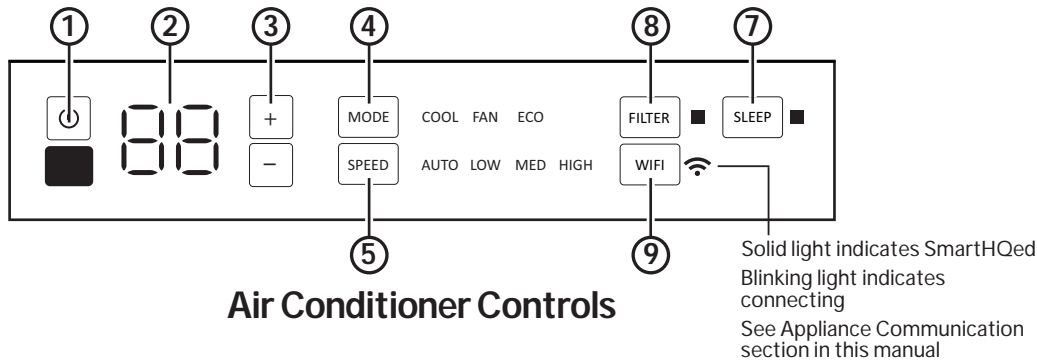 1 2 3 4 8 7
88 + MODE COOL FAN ECO FILTER SLEEP
− SPEED AUTO LOW MED HIGH WIFI
5 9
Air Conditioner Controls
Solid light indicates SmartHQed
Blinking light indicates
connecting
See Appliance Communication
section in this manual